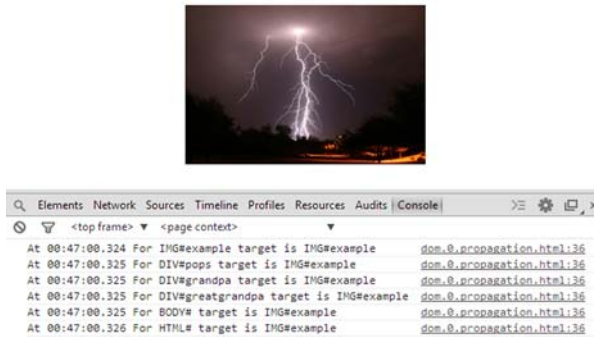 Elements Network Sources Timeline Profiles Resources Audits Console
<top frame> ▼ <page context> ▼
At 00:47:00.324 For IMG#example target is IMG#example dom.0.propagation.html:36
At 00:47:00.325 For DIV#pops target is IMG#example dom.0.propagation.html:36
At 00:47:00.325 For DIV#grandpa target is IMG#example dom.0.propagation.html:36
At 00:47:00.325 For DIV#greatgrandpa target is IMG#example dom.0.propagation.html:36
At 00:47:00.325 For BODY# target is IMG#example dom.0.propagation.html:36
At 00:47:00.326 For HTML# target is IMG#example dom.0.propagation.html:36